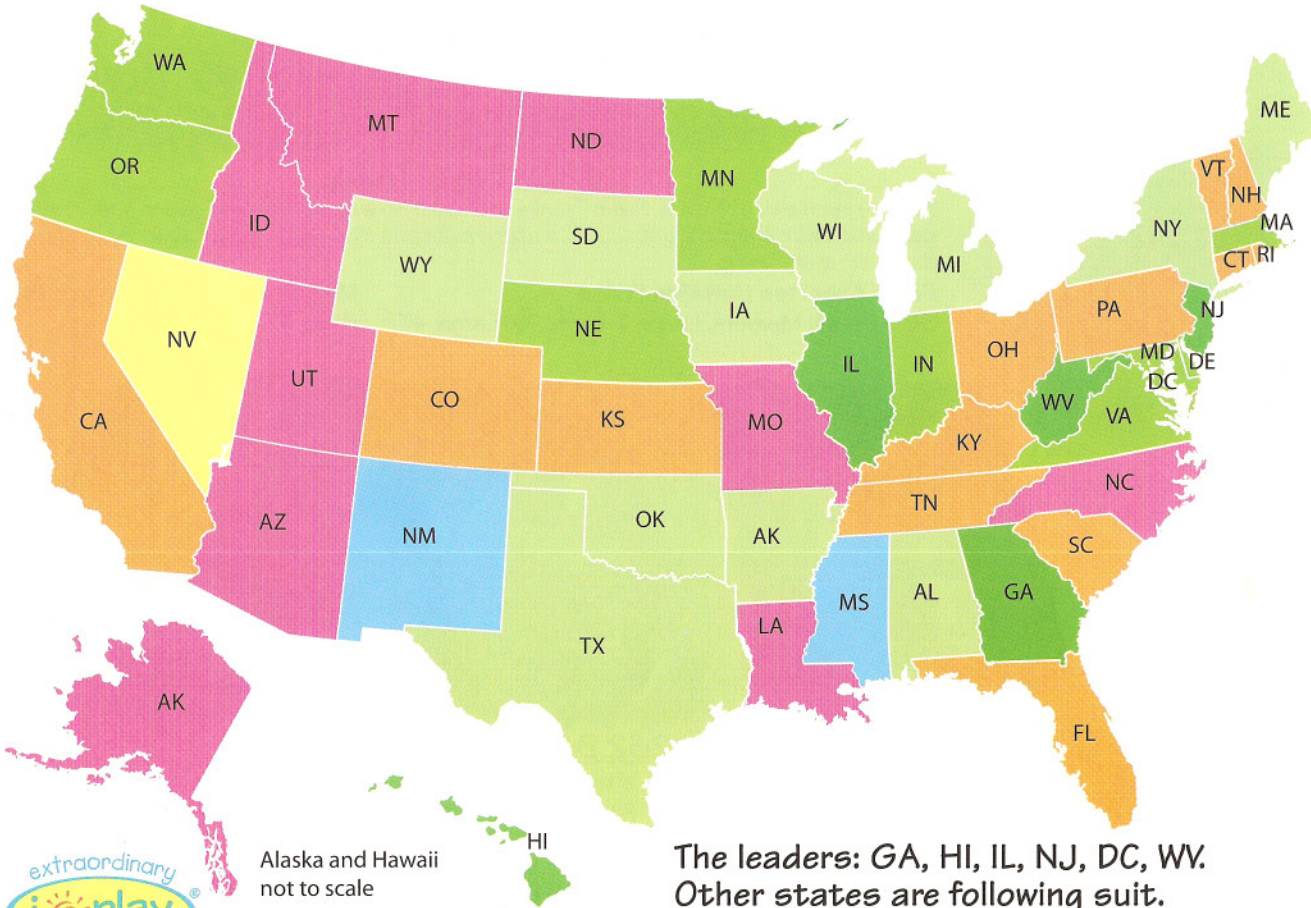 WA
ME
MT
ND
VT
MN
OR
NH
MA
ID
SD
WI
NY
CT
RI
WY
MI
IA
PA
NJ
NV
NE
OH
MD
DE
UT
IL
IN
DC
CO
WV
CA
KS
MO
VA
KY
NC
TN
AZ
OK
NM
AK
SC
MS
AL
GA
LA
TX
AK
FL
HI
extraordinary
Alaska and Hawaii
not to scale
play
®
The leaders: GA, HI, IL, NJ, DC, WV.
Other states are following suit.